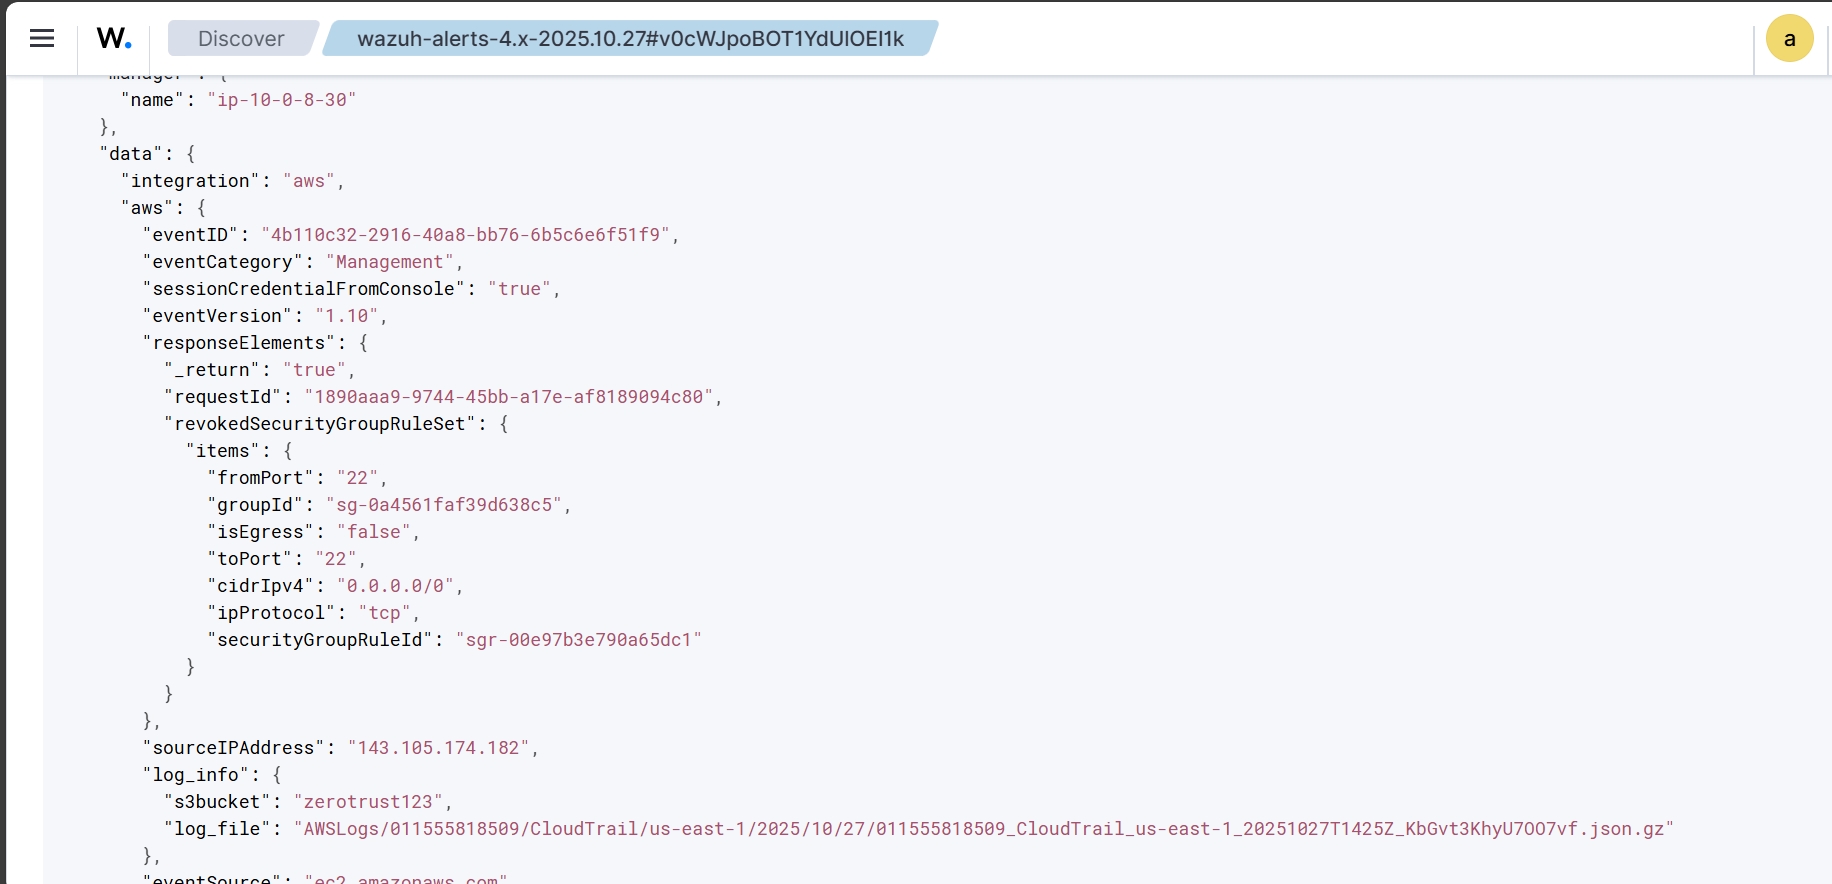 W.
Discover
wazuh-alerts-4.x-2025.10.27#v0cWJpoBOT1YdUlOEI1k
a
"manager": {
"name": "ip-10-0-8-30"
},
"data": {
"integration": "aws",
"aws": {
"eventID": "4b110c32-2916-40a8-bb76-6b5c6e6f51f9",
"eventCategory": "Management",
"sessionCredentialFromConsole": "true",
"eventVersion": "1.10",
"responseElements": {
"_return": "true",
"requestId": "1890aaa9-9744-45bb-a17e-af8189094c80",
"revokedSecurityGroupRuleSet": {
"items": {
"fromPort": "22",
"groupId": "sg-0a4561faf39d638c5",
"isEgress": "false",
"toPort": "22",
"cidrIpv4": "0.0.0.0/0",
"ipProtocol": "tcp",
"securityGroupRuleId": "sgr-00e97b3e790a65dc1"
}
}
},
"sourceIPAddress": "143.105.174.182",
"log_info": {
"s3bucket": "zerotrust123",
"log_file": "AWSLogs/011555818509/CloudTrail/us-east-1/2025/10/27/011555818509_CloudTrail_us-east-1_20251027T1425Z_KbGvt3KhyU7OO7vf.json.gz"
},
"eventSource": "ec2.amazonaws.com"